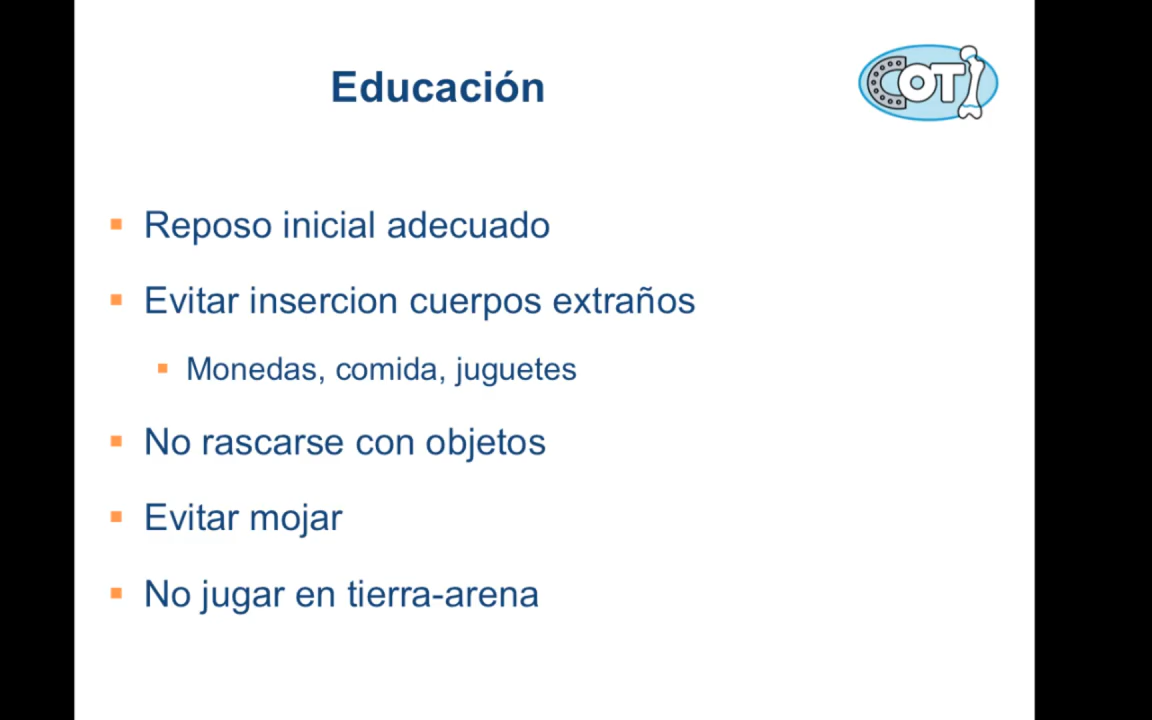 Educación
COTI
Reposo inicial adecuado
Evitar insercion cuerpos extraños
Monedas, comida, juguetes
No rascarse con objetos
Evitar mojar
No jugar en tierra-arena